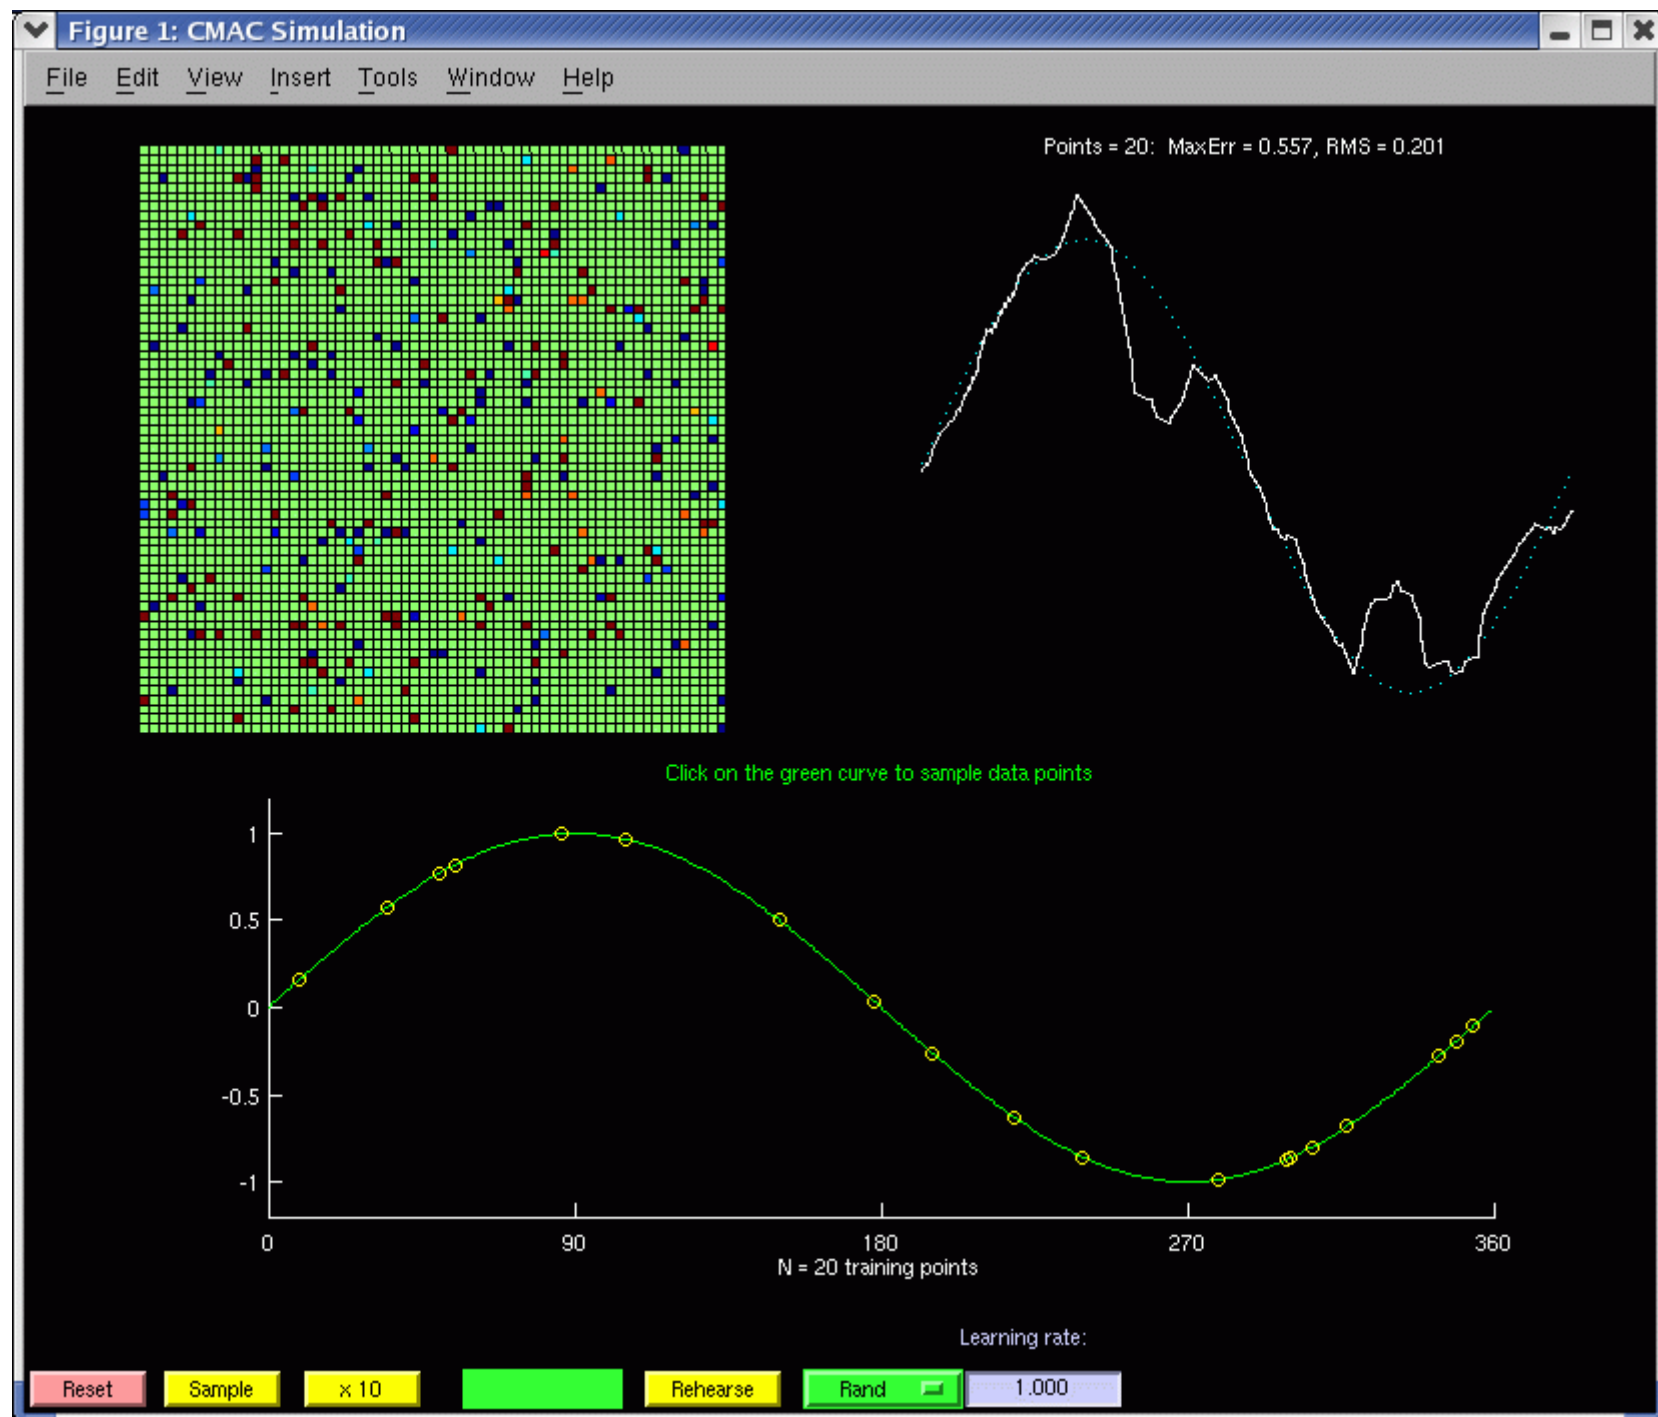 Figure 1: CMAC Simulation
File Edit View Insert Tools Window Help
Points = 20: MaxErr = 0.557, RMS = 0.201
Click on the green curve to sample data points
1
0.5
0
-0.5
-1
0 90 180 270 360
N = 20 training points
Learning rate:
Reset Sample x 10 Rehearse Rand 1.000